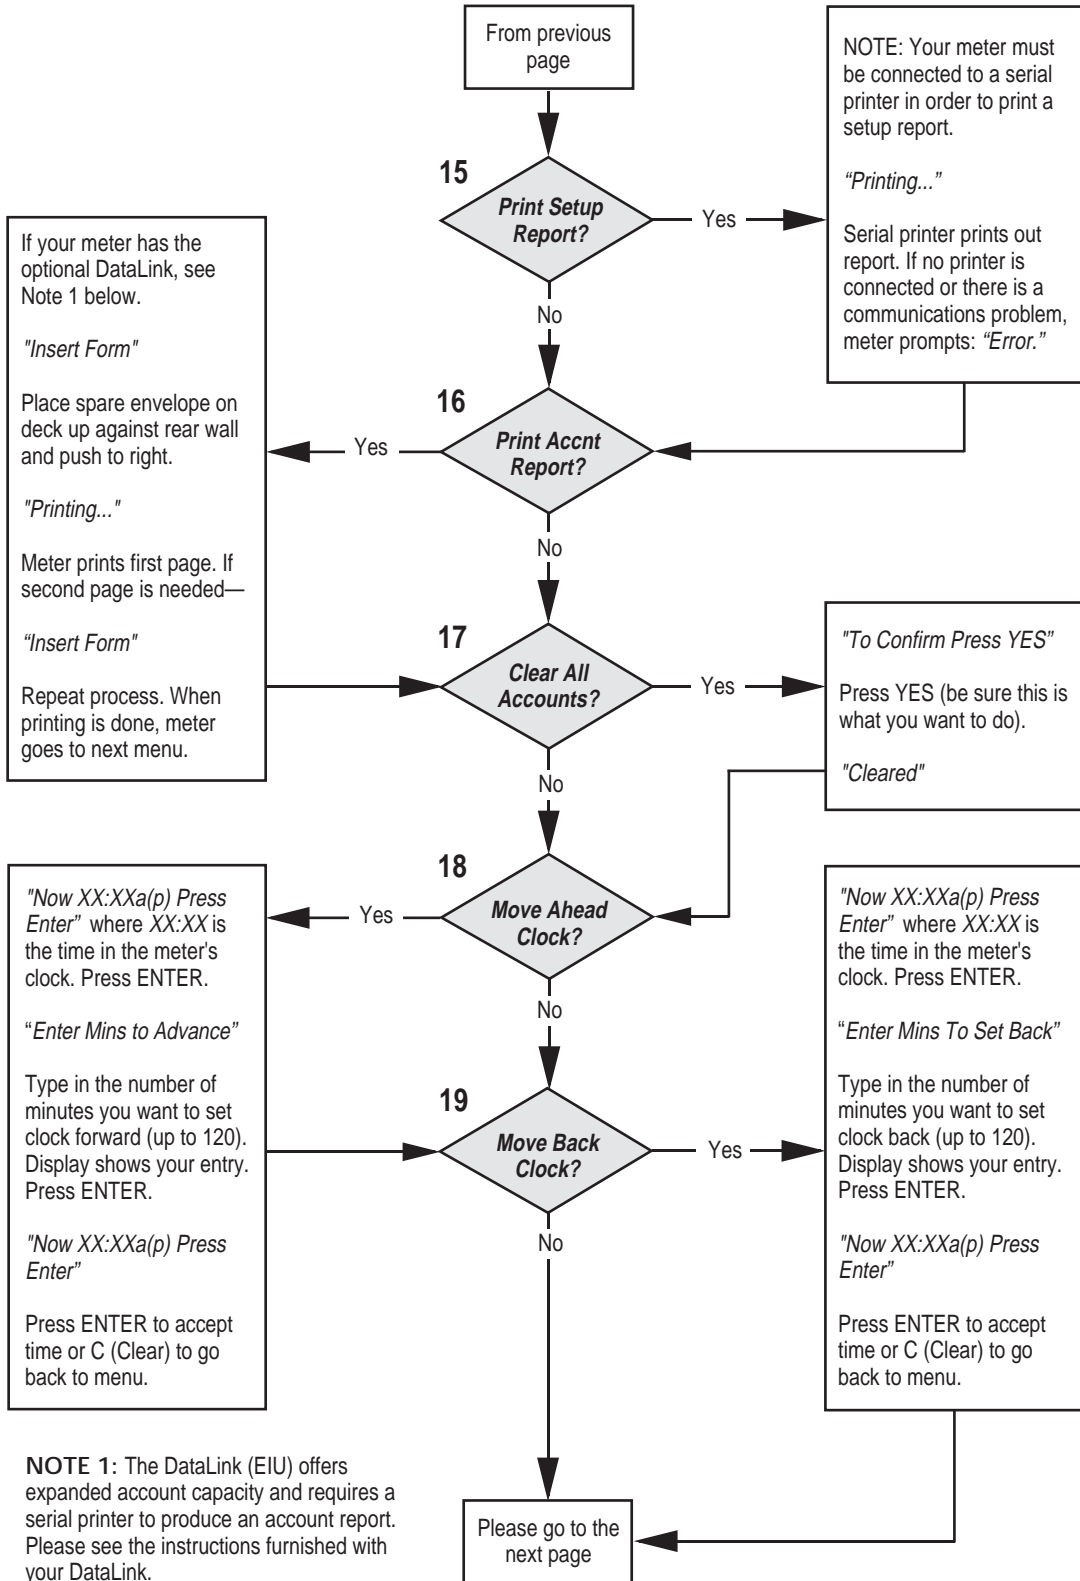 From previous
page
NOTE: Your meter must
be connected to a serial
printer in order to print a
setup report.
“Printing...”
Serial printer prints out
report. If no printer is
connected or there is a
communications problem,
meter prompts: “Error.”
15
Print Setup
Report?
Yes
No
If your meter has the
optional DataLink, see
Note 1 below.
"Insert Form"
Place spare envelope on
deck up against rear wall
and push to right.
"Printing..."
Meter prints first page. If
second page is needed—
“Insert Form"
Repeat process. When
printing is done, meter
goes to next menu.
16
Print Accnt
Report?
Yes
No
17
Clear All
Accounts?
Yes
No
"To Confirm Press YES”
Press YES (be sure this is
what you want to do).
"Cleared"
18
Move Ahead
Clock?
Yes
No
"Now XX:XXa(p) Press
Enter” where XX:XX is
the time in the meter's
clock. Press ENTER.
“Enter Mins to Advance”
Type in the number of
minutes you want to set
clock forward (up to 120).
Display shows your entry.
Press ENTER.
"Now XX:XXa(p) Press
Enter”
Press ENTER to accept
time or C (Clear) to go
back to menu.
19
Move Back
Clock?
Yes
No
"Now XX:XXa(p) Press
Enter” where XX:XX is
the time in the meter's
clock. Press ENTER.
“Enter Mins To Set Back”
Type in the number of
minutes you want to set
clock back (up to 120).
Display shows your entry.
Press ENTER.
"Now XX:XXa(p) Press
Enter”
Press ENTER to accept
time or C (Clear) to go
back to menu.
NOTE 1: The DataLink (EIU) offers
expanded account capacity and requires a
serial printer to produce an account report.
Please see the instructions furnished with
your DataLink.
Please go to the
next page